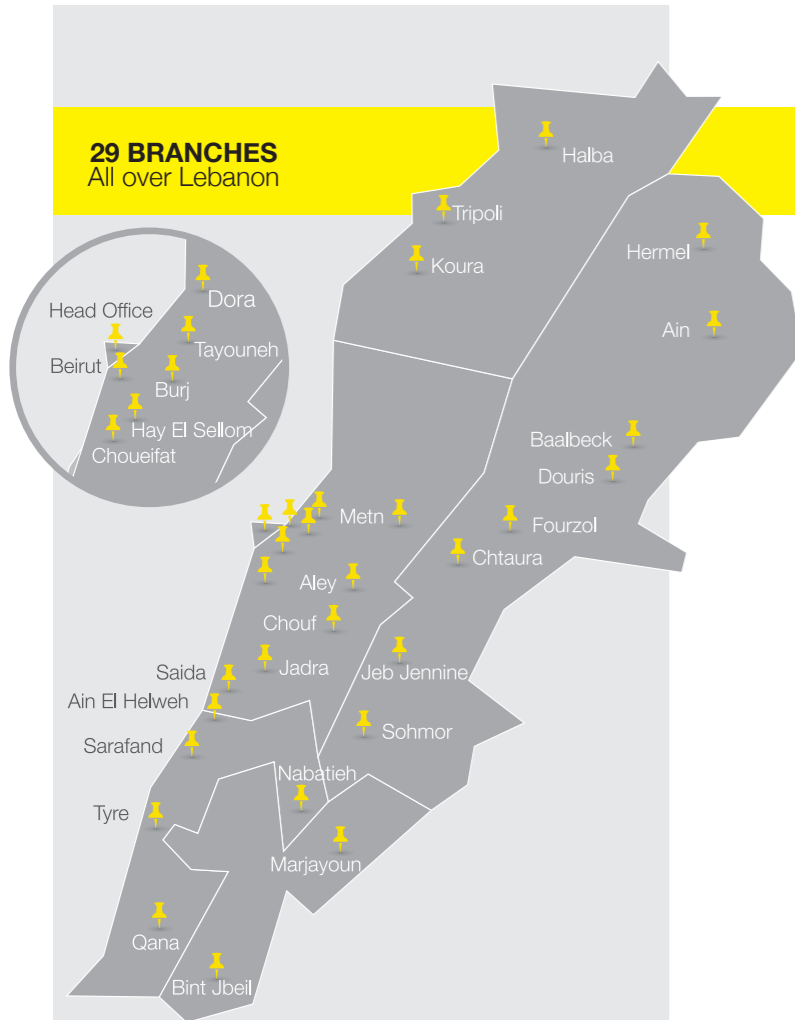 29 BRANCHES
All over Lebanon
Halba
Tripoli
Koura
Hermel
Ain
Head Office
Dora
Tayouneh
Beirut
Burj
Hay El Sellom
Choueifat
Baalbeck
Douris
Metn
Fourzol
Chtaura
Aley
Chouf
Jadra
Jeb Jennine
Saida
Ain El Helweh
Sohmor
Sarafand
Nabatieh
Tyre
Marjayoun
Qana
Bint Jbeil